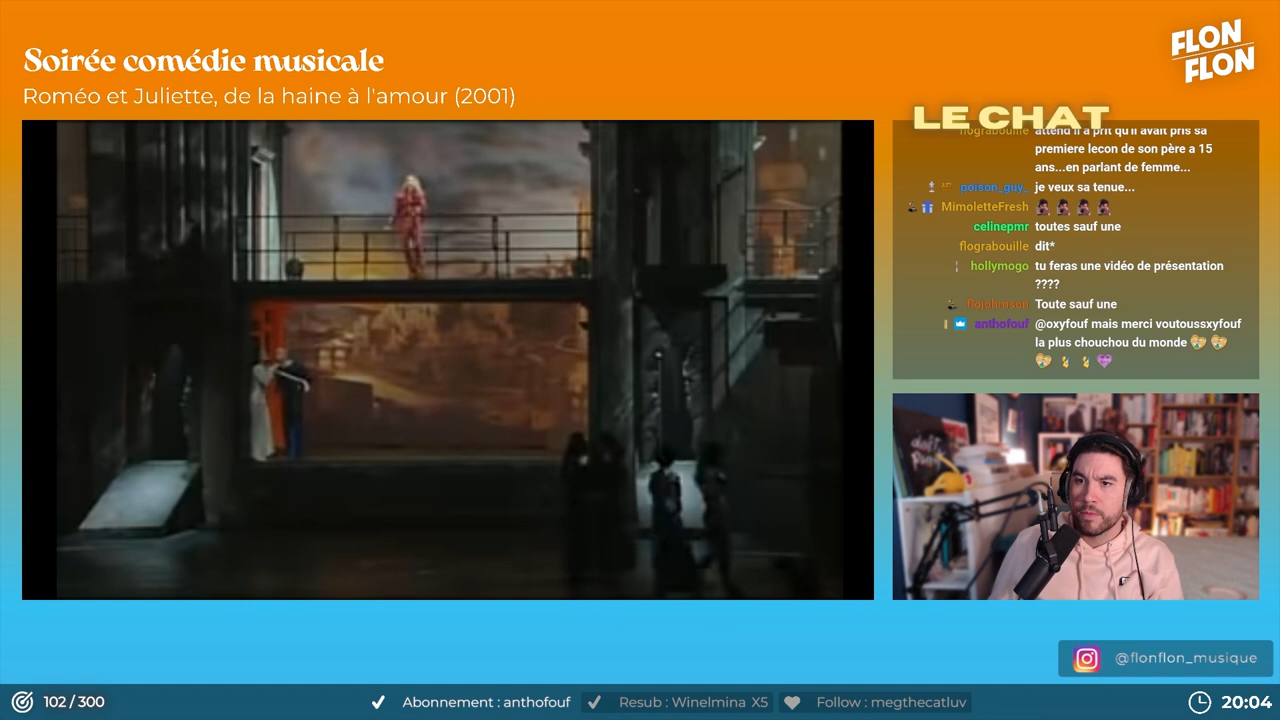 Soirée comédie musicale
Roméo et Juliette, de la haine à l'amour (2001)
FLON
FLON
LE CHAT
flograbouille attend il a prit qu'il avait pris sa
premiere lecon de son père a 15
ans...en parlant de femme...
poison_guy_ je veux sa tenue...
MimoletteFresh
celinepmr toutes sauf une
flograbouille dit*
hollymogo tu feras une vidéo de présentation
????
flojohnson Toute sauf une
anthofouf @oxyfouf mais merci voutoussxyfouf
la plus chouchou du monde
@flonflon_musique
102 / 300
Abonnement : anthofouf
Resub : Winelmina X5
Follow : megthecatluv
20:04